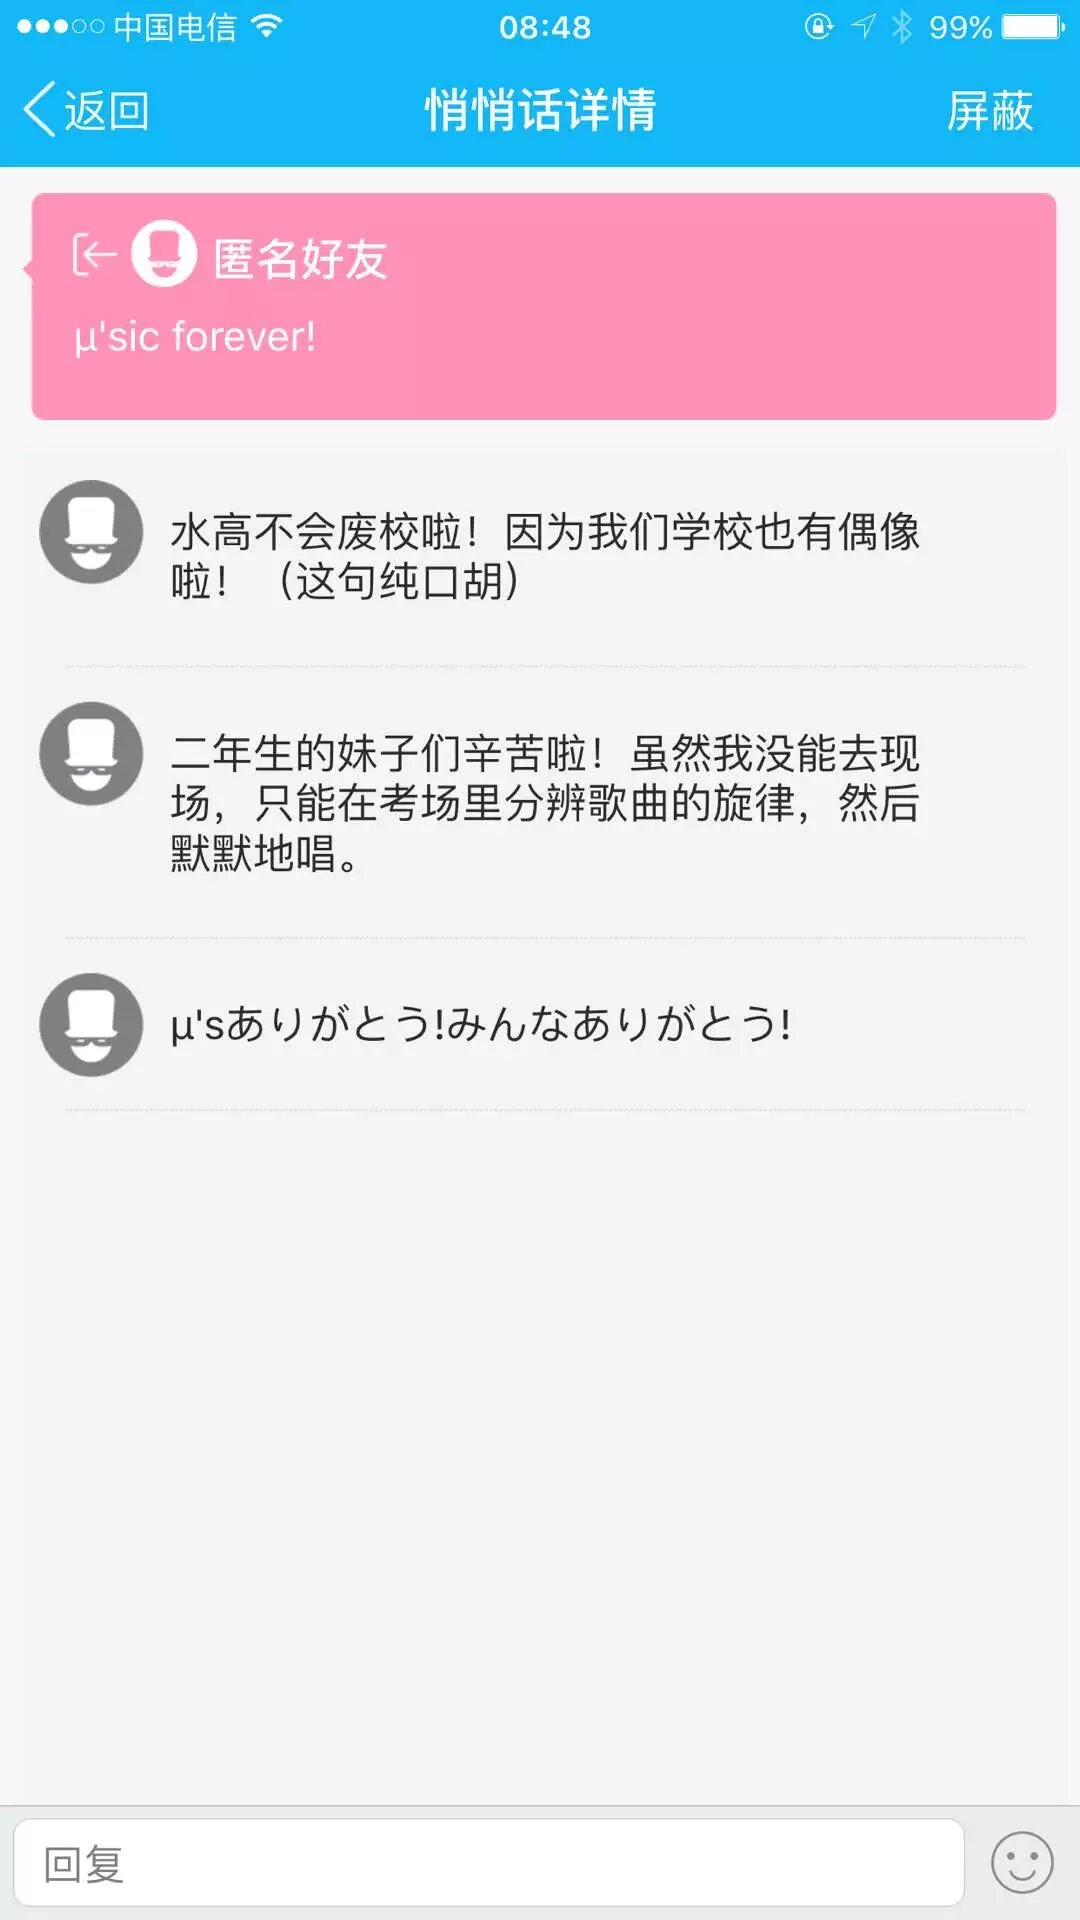 中国电信 08:48 99%
返回 悄悄话详情 屏蔽
匿名好友
μ'sic forever!
水高不会废校啦！因为我们学校也有偶像
啦！（这句纯口胡）
二年生的妹子们辛苦啦！虽然我没能去现
场，只能在考场里分辨歌曲的旋律，然后
默默地唱。
μ'sありがとう!みんなありがとう!
回复